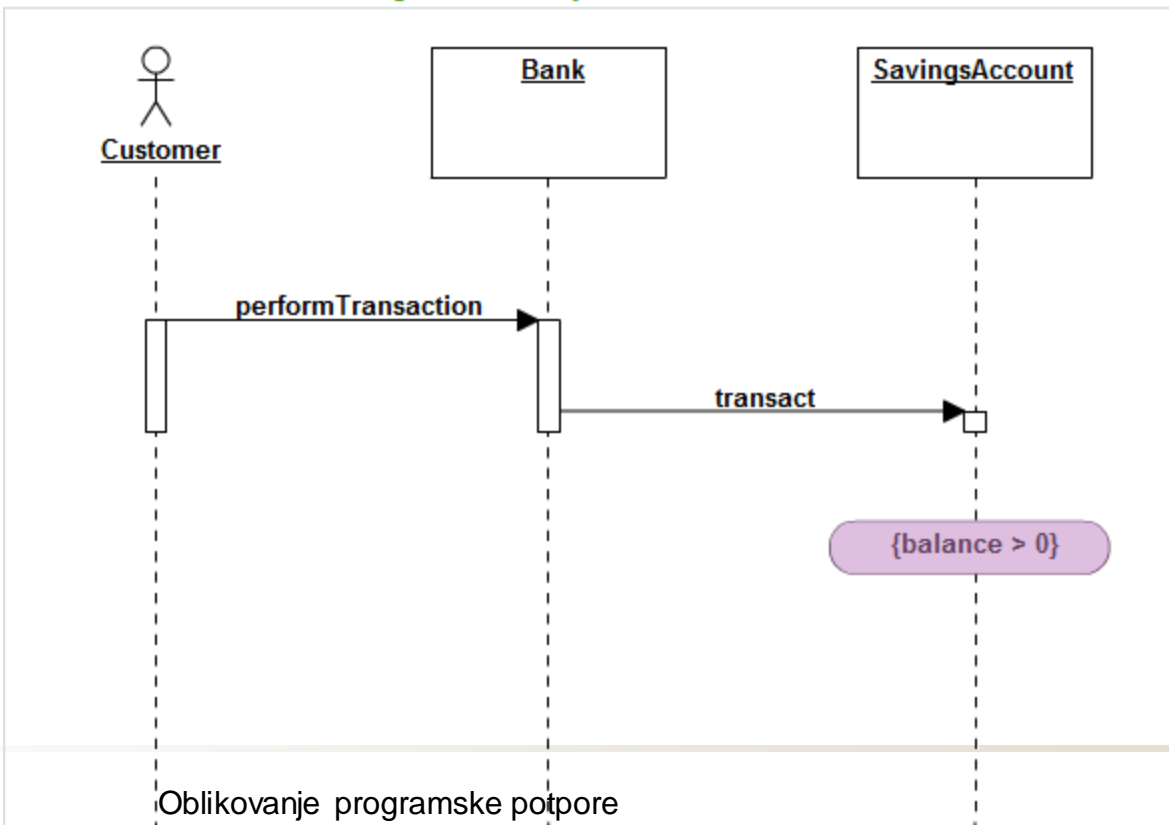 Bank
SavingsAccount
Customer
performTransaction
transact
{balance > 0}
Oblikovanje programske potpore